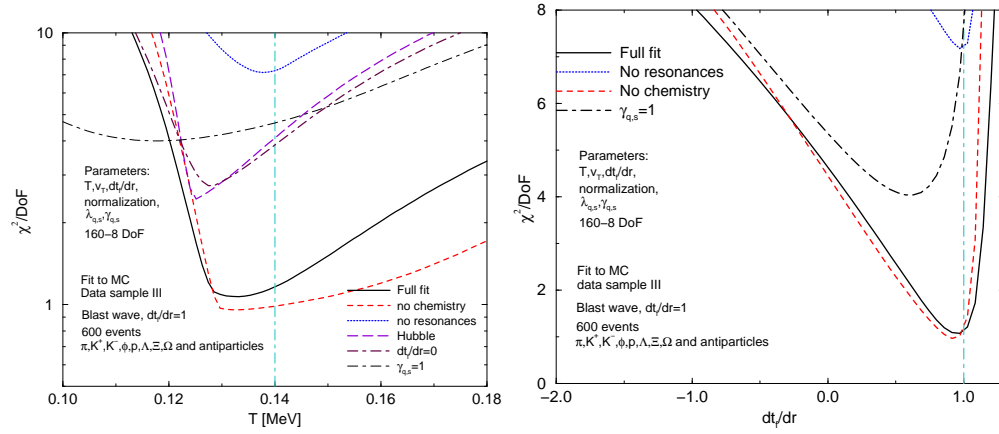 10
χ²/DoF
1
Parameters:
T,v_T,dt_f/dr,
normalization,
λ_q,s,γ_q,s
160−8 DoF
Fit to MC
Data sample III
Blast wave, dt_f/dr=1
600 events
π,K⁺,K⁻,ϕ,p,Λ,Ξ,Ω and antiparticles
Full fit
no chemistry
no resonances
Hubble
dt_f/dr=0
γ_q,s=1
0.10 0.12 0.14 0.16 0.18
T [MeV]
8
6
4
2
0
χ²/DoF
Full fit
No resonances
No chemistry
γ_q,s=1
Parameters:
T,v_T,dt_f/dr,
normalization,
λ_q,s,γ_q,s
160−8 DoF
Fit to MC
data sample III
Blast wave, dt_f/dr=1
600 events
π,K⁺,K⁻,ϕ,p,Λ,Ξ,Ω and antiparticles
−2.0 −1.0 0.0 1.0
dt_f/dr